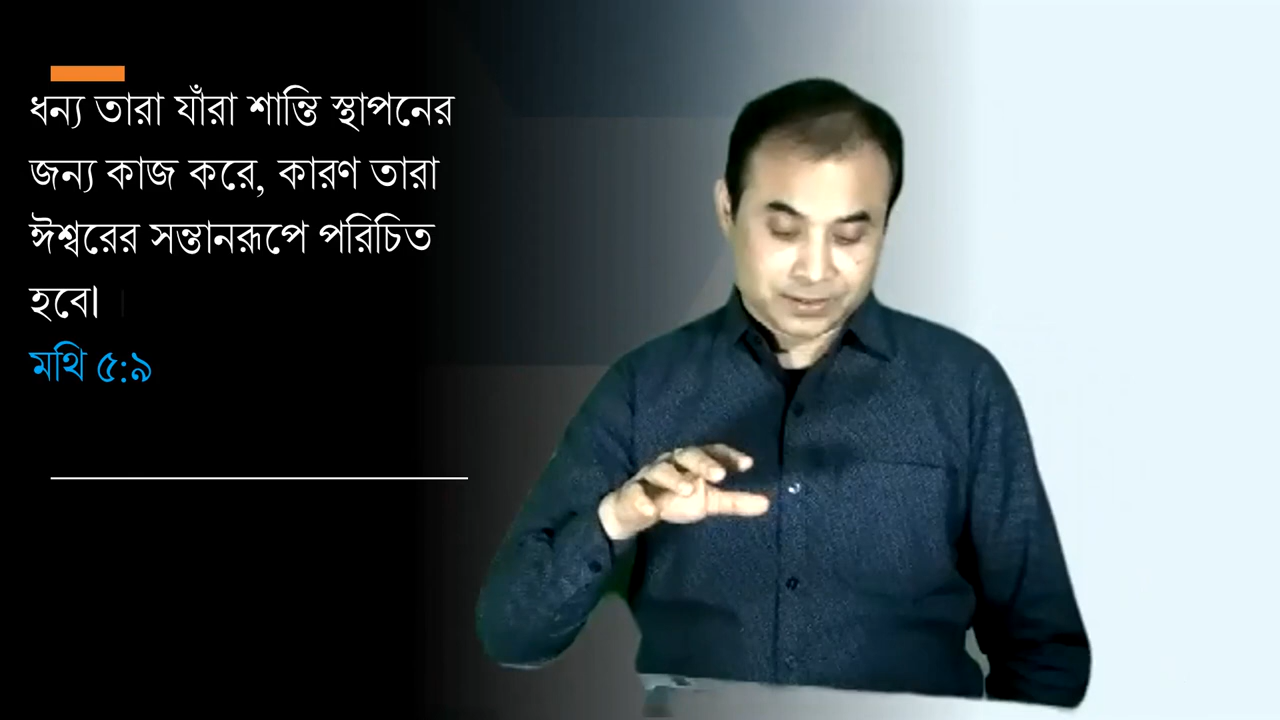 ধন্য তারা যাঁরা শান্তি স্থাপনের
জন্য কাজ করে, কারণ তারা
ঈশ্বরের সন্তানরূপে পরিচিত
হবে।
মথি ৫:৯